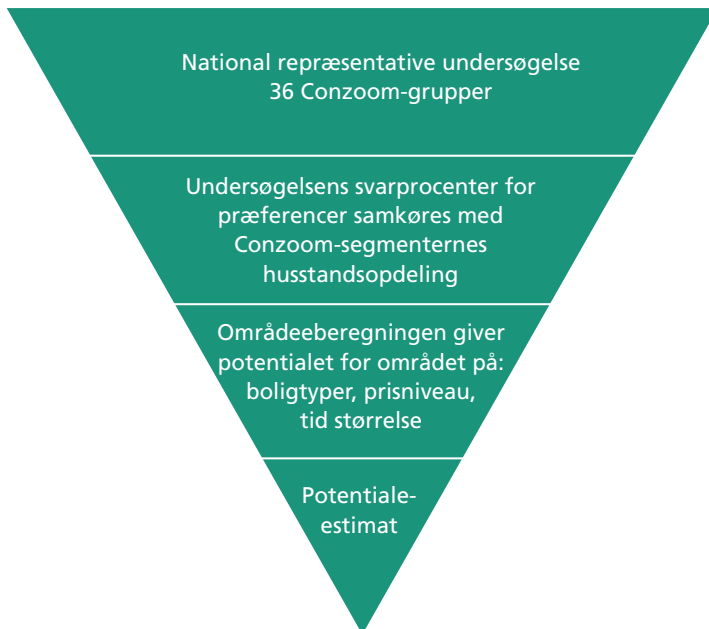 National repræsentative undersøgelse
36 Conzoom-grupper
Undersøgelsens svarprocenter for
præferencer samkøres med
Conzoom-segmenternes
husstandsopdeling
Områdeeberegningen giver
potentialet for området på:
boligtyper, prisniveau,
tid størrelse
Potentiale-
estimat